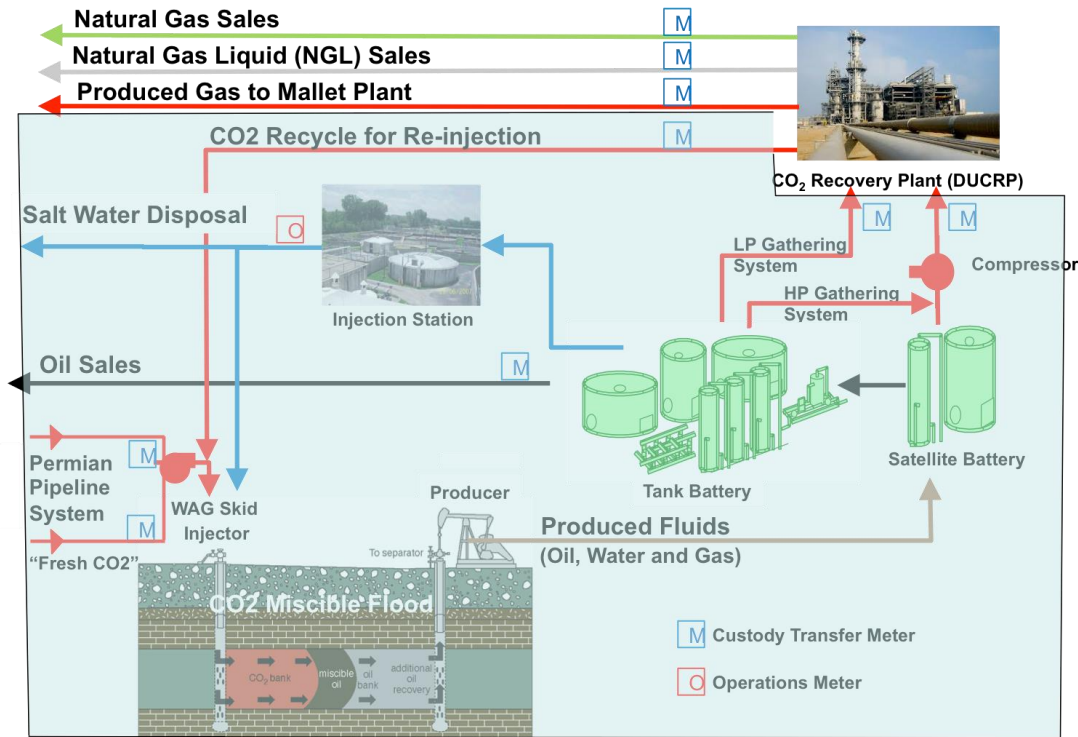 Natural Gas Sales
M
Natural Gas Liquid (NGL) Sales
M
Produced Gas to Mallet Plant
M
CO2 Recycle for Re-injection
M
CO₂ Recovery Plant (DUCRP)
Salt Water Disposal
O
M
M
LP Gathering
System
Compressor
HP Gathering
System
Injection Station
Oil Sales
M
Permian
Pipeline
System
M
M
"Fresh CO2"
WAG Skid
Injector
Tank Battery
Satellite Battery
Producer
To separator
Produced Fluids
(Oil, Water and Gas)
CO2 Miscible Flood
CO₂ bank
miscible
oil
oil
bank
additional
oil
recovery
M Custody Transfer Meter
O Operations Meter